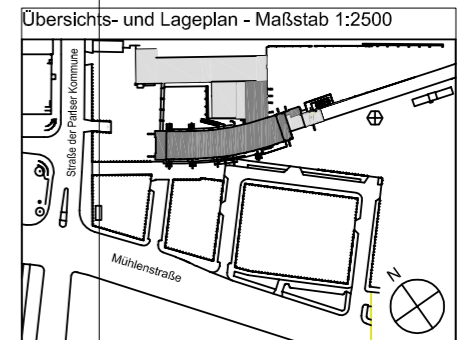 Übersichts- und Lageplan - Maßstab 1:2500
Straße der Pariser Kommune
Mühlenstraße
N